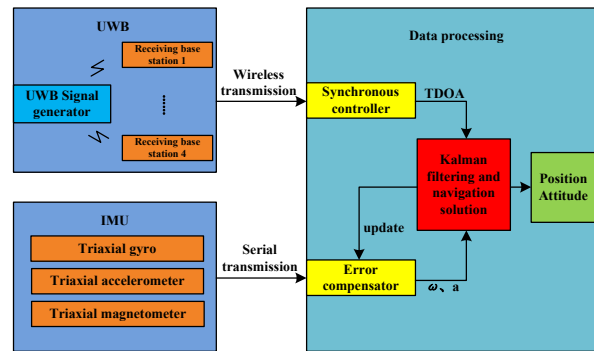 UWB
Receiving base
station 1
UWB Signal
generator
Receiving base
station 4
Wireless
transmission
IMU
Triaxial gyro
Triaxial accelerometer
Triaxial magnetometer
Serial
transmission
Data processing
Synchronous
controller
TDOA
Kalman
filtering and
navigation
solution
Position
Attitude
update
Error
compensator
ω、a